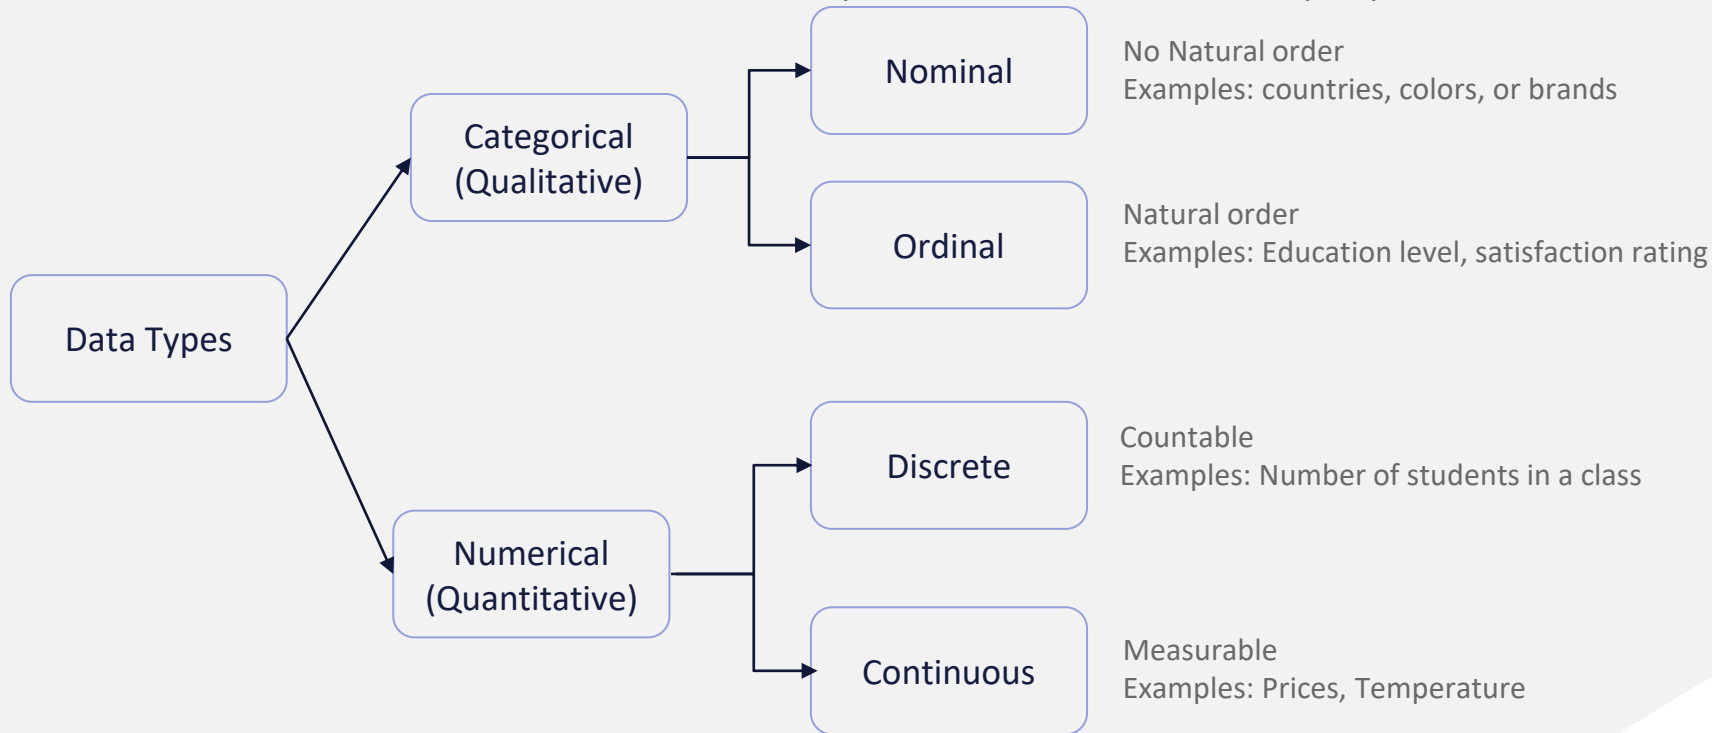 Nominal
No Natural order
Examples: countries, colors, or brands
Categorical
(Qualitative)
Ordinal
Natural order
Examples: Education level, satisfaction rating
Data Types
Discrete
Countable
Examples: Number of students in a class
Numerical
(Quantitative)
Continuous
Measurable
Examples: Prices, Temperature